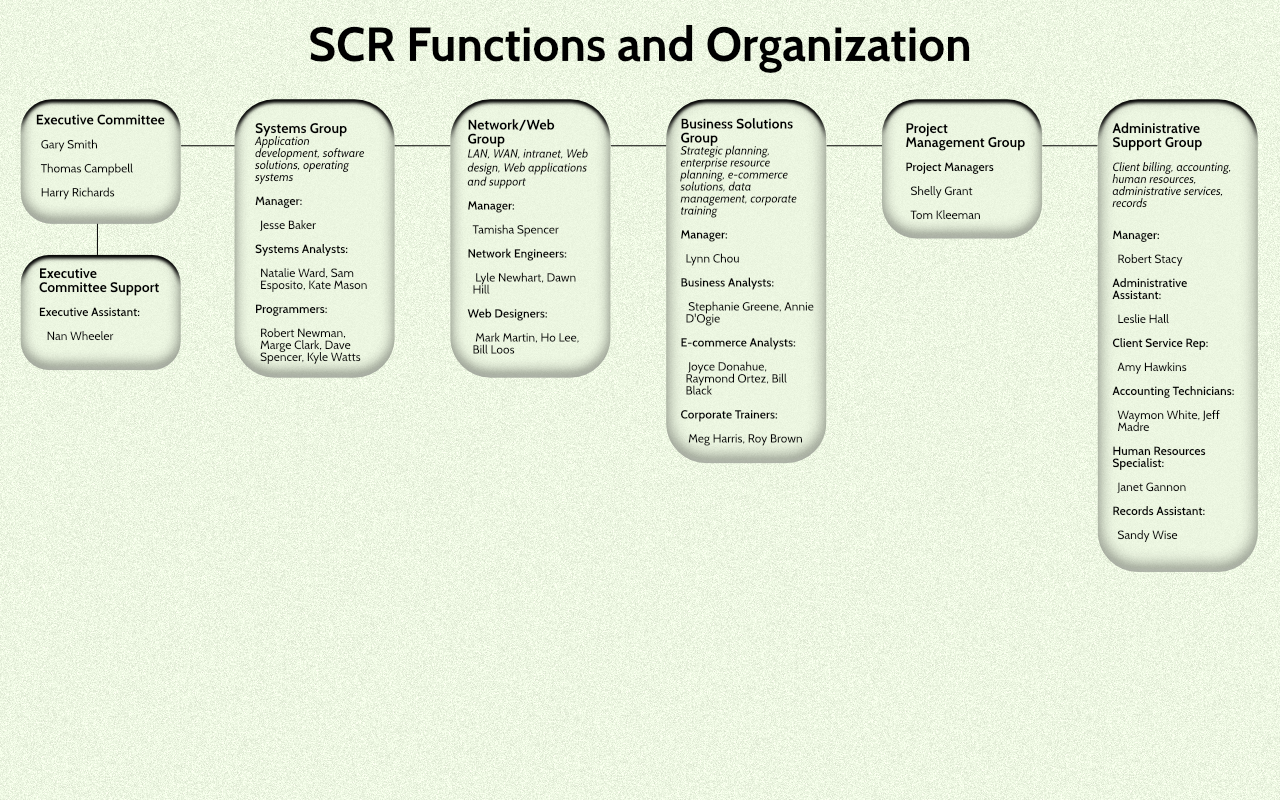 SCR Functions and Organization
Executive Committee
Gary Smith
Thomas Campbell
Harry Richards
Executive
Committee Support
Executive Assistant:
Nan Wheeler
Systems Group
Application
development, software
solutions, operating
systems
Manager:
Jesse Baker
Systems Analysts:
Natalie Ward, Sam
Esposito, Kate Mason
Programmers:
Robert Newman,
Marge Clark, Dave
Spencer, Kyle Watts
Network/Web
Group
LAN, WAN, intranet, Web
design, Web applications
and support
Manager:
Tamisha Spencer
Network Engineers:
Lyle Newhart, Dawn
Hill
Web Designers:
Mark Martin, Ho Lee,
Bill Loos
Business Solutions
Group
Strategic planning,
enterprise resource
planning, e-commerce
solutions, data
management, corporate
training
Manager:
Lynn Chou
Business Analysts:
Stephanie Greene, Annie
D'Ogie
E-commerce Analysts:
Joyce Donahue,
Raymond Ortez, Bill
Black
Corporate Trainers:
Meg Harris, Roy Brown
Project
Management Group
Project Managers
Shelly Grant
Tom Kleeman
Administrative
Support Group
Client billing, accounting,
human resources,
administrative services,
records
Manager:
Robert Stacy
Administrative
Assistant:
Leslie Hall
Client Service Rep:
Amy Hawkins
Accounting Technicians:
Waymon White, Jeff
Madre
Human Resources
Specialist:
Janet Gannon
Records Assistant:
Sandy Wise